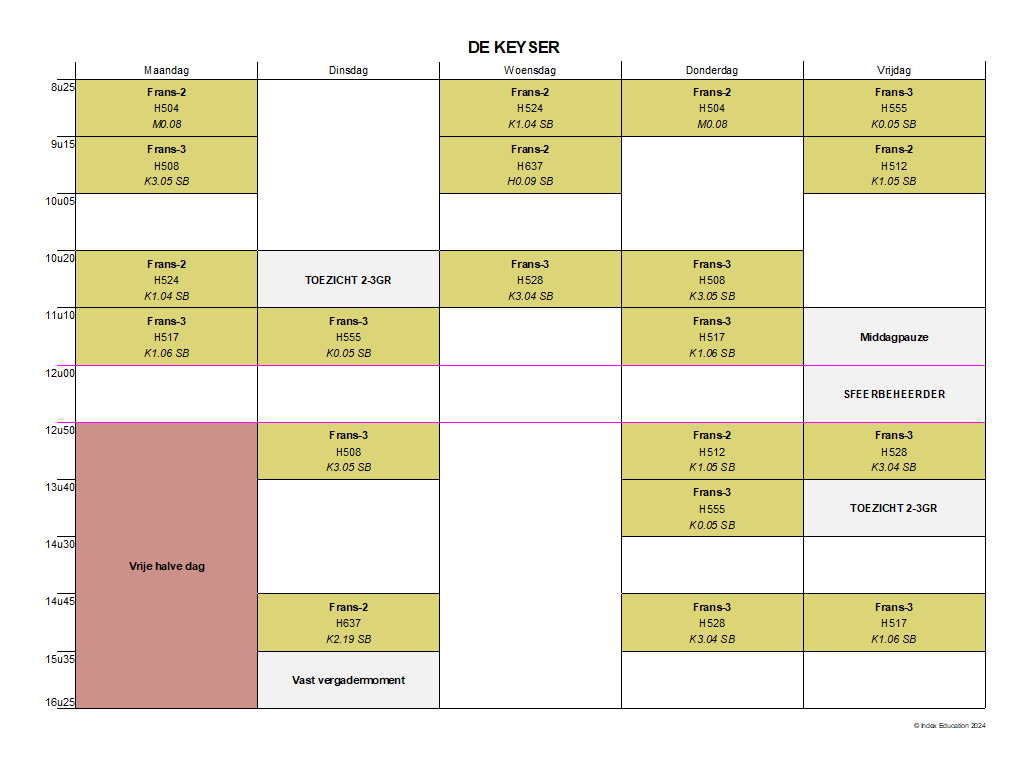 DE KEYSER
Maandag Dinsdag Woensdag Donderdag Vrijdag
8u25
Frans-2 Frans-2 Frans-2 Frans-3
H504 H524 H504 H555
M0.08 K1.04 SB M0.08 K0.05 SB
9u15
Frans-3 Frans-2 Frans-2
H508 H637 H512
K3.05 SB H0.09 SB K1.05 SB
10u05
10u20
Frans-2 Frans-3 Frans-3
H524 TOEZICHT 2-3GR H528 H508
K1.04 SB K3.04 SB K3.05 SB
11u10
Frans-3 Frans-3 Frans-3
H517 H555 H517 Middagpauze
K1.06 SB K0.05 SB K1.06 SB
12u00
SFEERBEHEERDER
12u50
Frans-3 Frans-2 Frans-3
H508 H512 H528
K3.05 SB K1.05 SB K3.04 SB
13u40
Frans-3
H555 TOEZICHT 2-3GR
K0.05 SB
14u30
Vrije halve dag
14u45
Frans-2 Frans-3 Frans-3
H637 H528 H517
K2.19 SB K3.04 SB K1.06 SB
15u35
Vast vergadermoment
16u25
© Index Education 2024